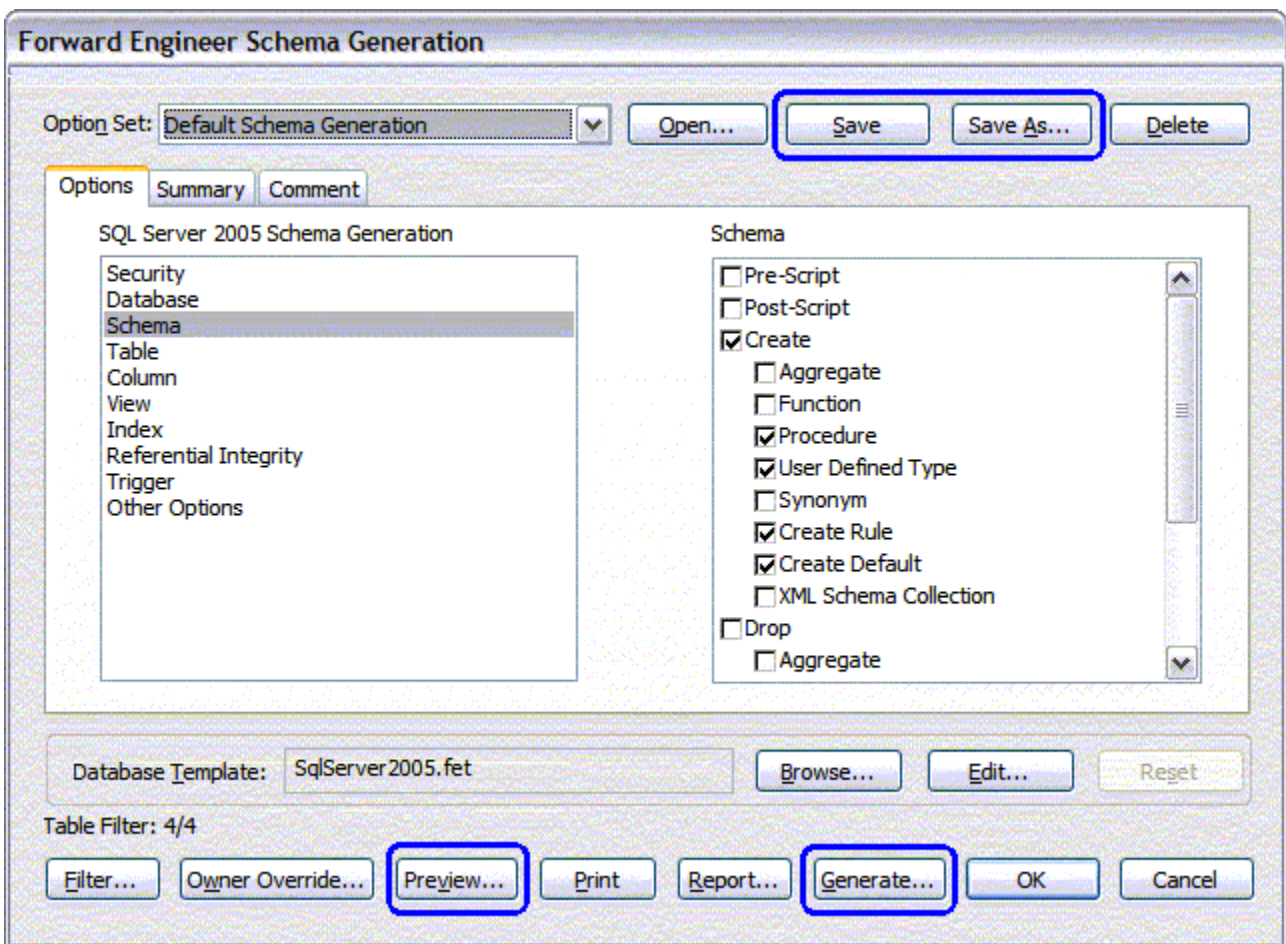 Forward Engineer Schema Generation
Option Set: Default Schema Generation Open... Save Save As... Delete
Options Summary Comment
SQL Server 2005 Schema Generation
Security
Database
Schema
Table
Column
View
Index
Referential Integrity
Trigger
Other Options
Schema
Pre-Script
Post-Script
Create
Aggregate
Function
Procedure
User Defined Type
Synonym
Create Rule
Create Default
XML Schema Collection
Drop
Aggregate
Database Template: SqlServer2005.fet Browse... Edit... Reset
Table Filter: 4/4
Filter... Owner Override... Preview... Print Report... Generate... OK Cancel